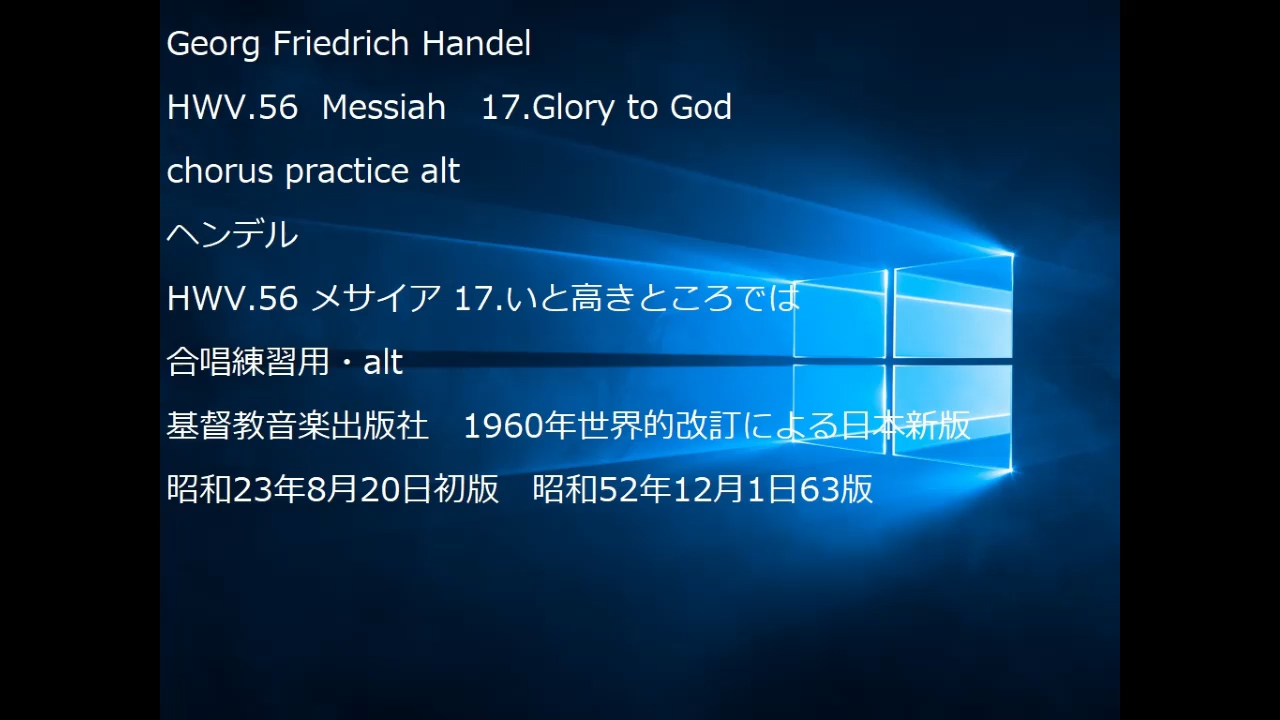 Georg Friedrich Handel
HWV.56  Messiah   17.Glory to God
chorus practice alt
ヘンデル
HWV.56 メサイア 17.いと高きところでは
合唱練習用・alt
基督教音楽出版社　1960年世界的改訂による日本新版
昭和23年8月20日初版　昭和52年12月1日63版